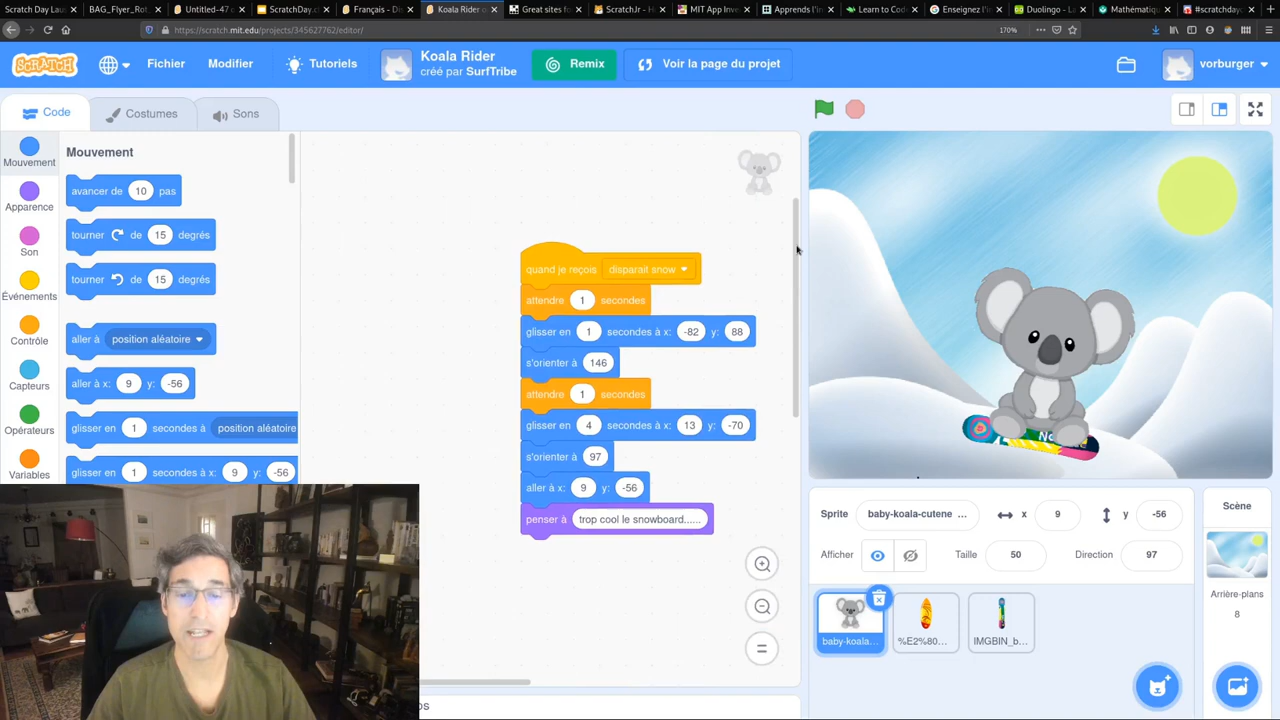 Scratch Day Lau
BAG_Flyer_Rot
Untitled-47 o
ScratchDay.c
Français - Dis
Koala Rider o
Great sites fo
ScratchJr - H
MIT App Inve
Apprends l'in
Learn to Cod
Enseignez l'i
Duolingo - La
Mathématiqu
#scratchday
https://scratch.mit.edu/projects/345627762/editor/
170%
SCRATCH
Fichier
Modifier
Tutoriels
Koala Rider
créé par SurfTribe
Remix
Voir la page du projet
vorburger
Code
Costumes
Sons
Mouvement
Apparence
Son
Événements
Contrôle
Capteurs
Opérateurs
Variables
Mouvement
avancer de 10 pas
tourner de 15 degrés
tourner de 15 degrés
aller à position aléatoire
aller à x: 9 y: -56
glisser en 1 secondes à position aléatoire
glisser en 1 secondes à x: 9 y: -56
quand je reçois disparait snow
attendre 1 secondes
glisser en 1 secondes à x: -82 y: 88
s'orienter à 146
attendre 1 secondes
glisser en 4 secondes à x: 13 y: -70
s'orienter à 97
aller à x: 9 y: -56
penser à trop cool le snowboard......
Sprite baby-koala-cutene ... x 9 y -56
Afficher Taille 50 Direction 97
baby-koala...
%E2%80...
IMGBIN_b...
Scène
Arrière-plans
8